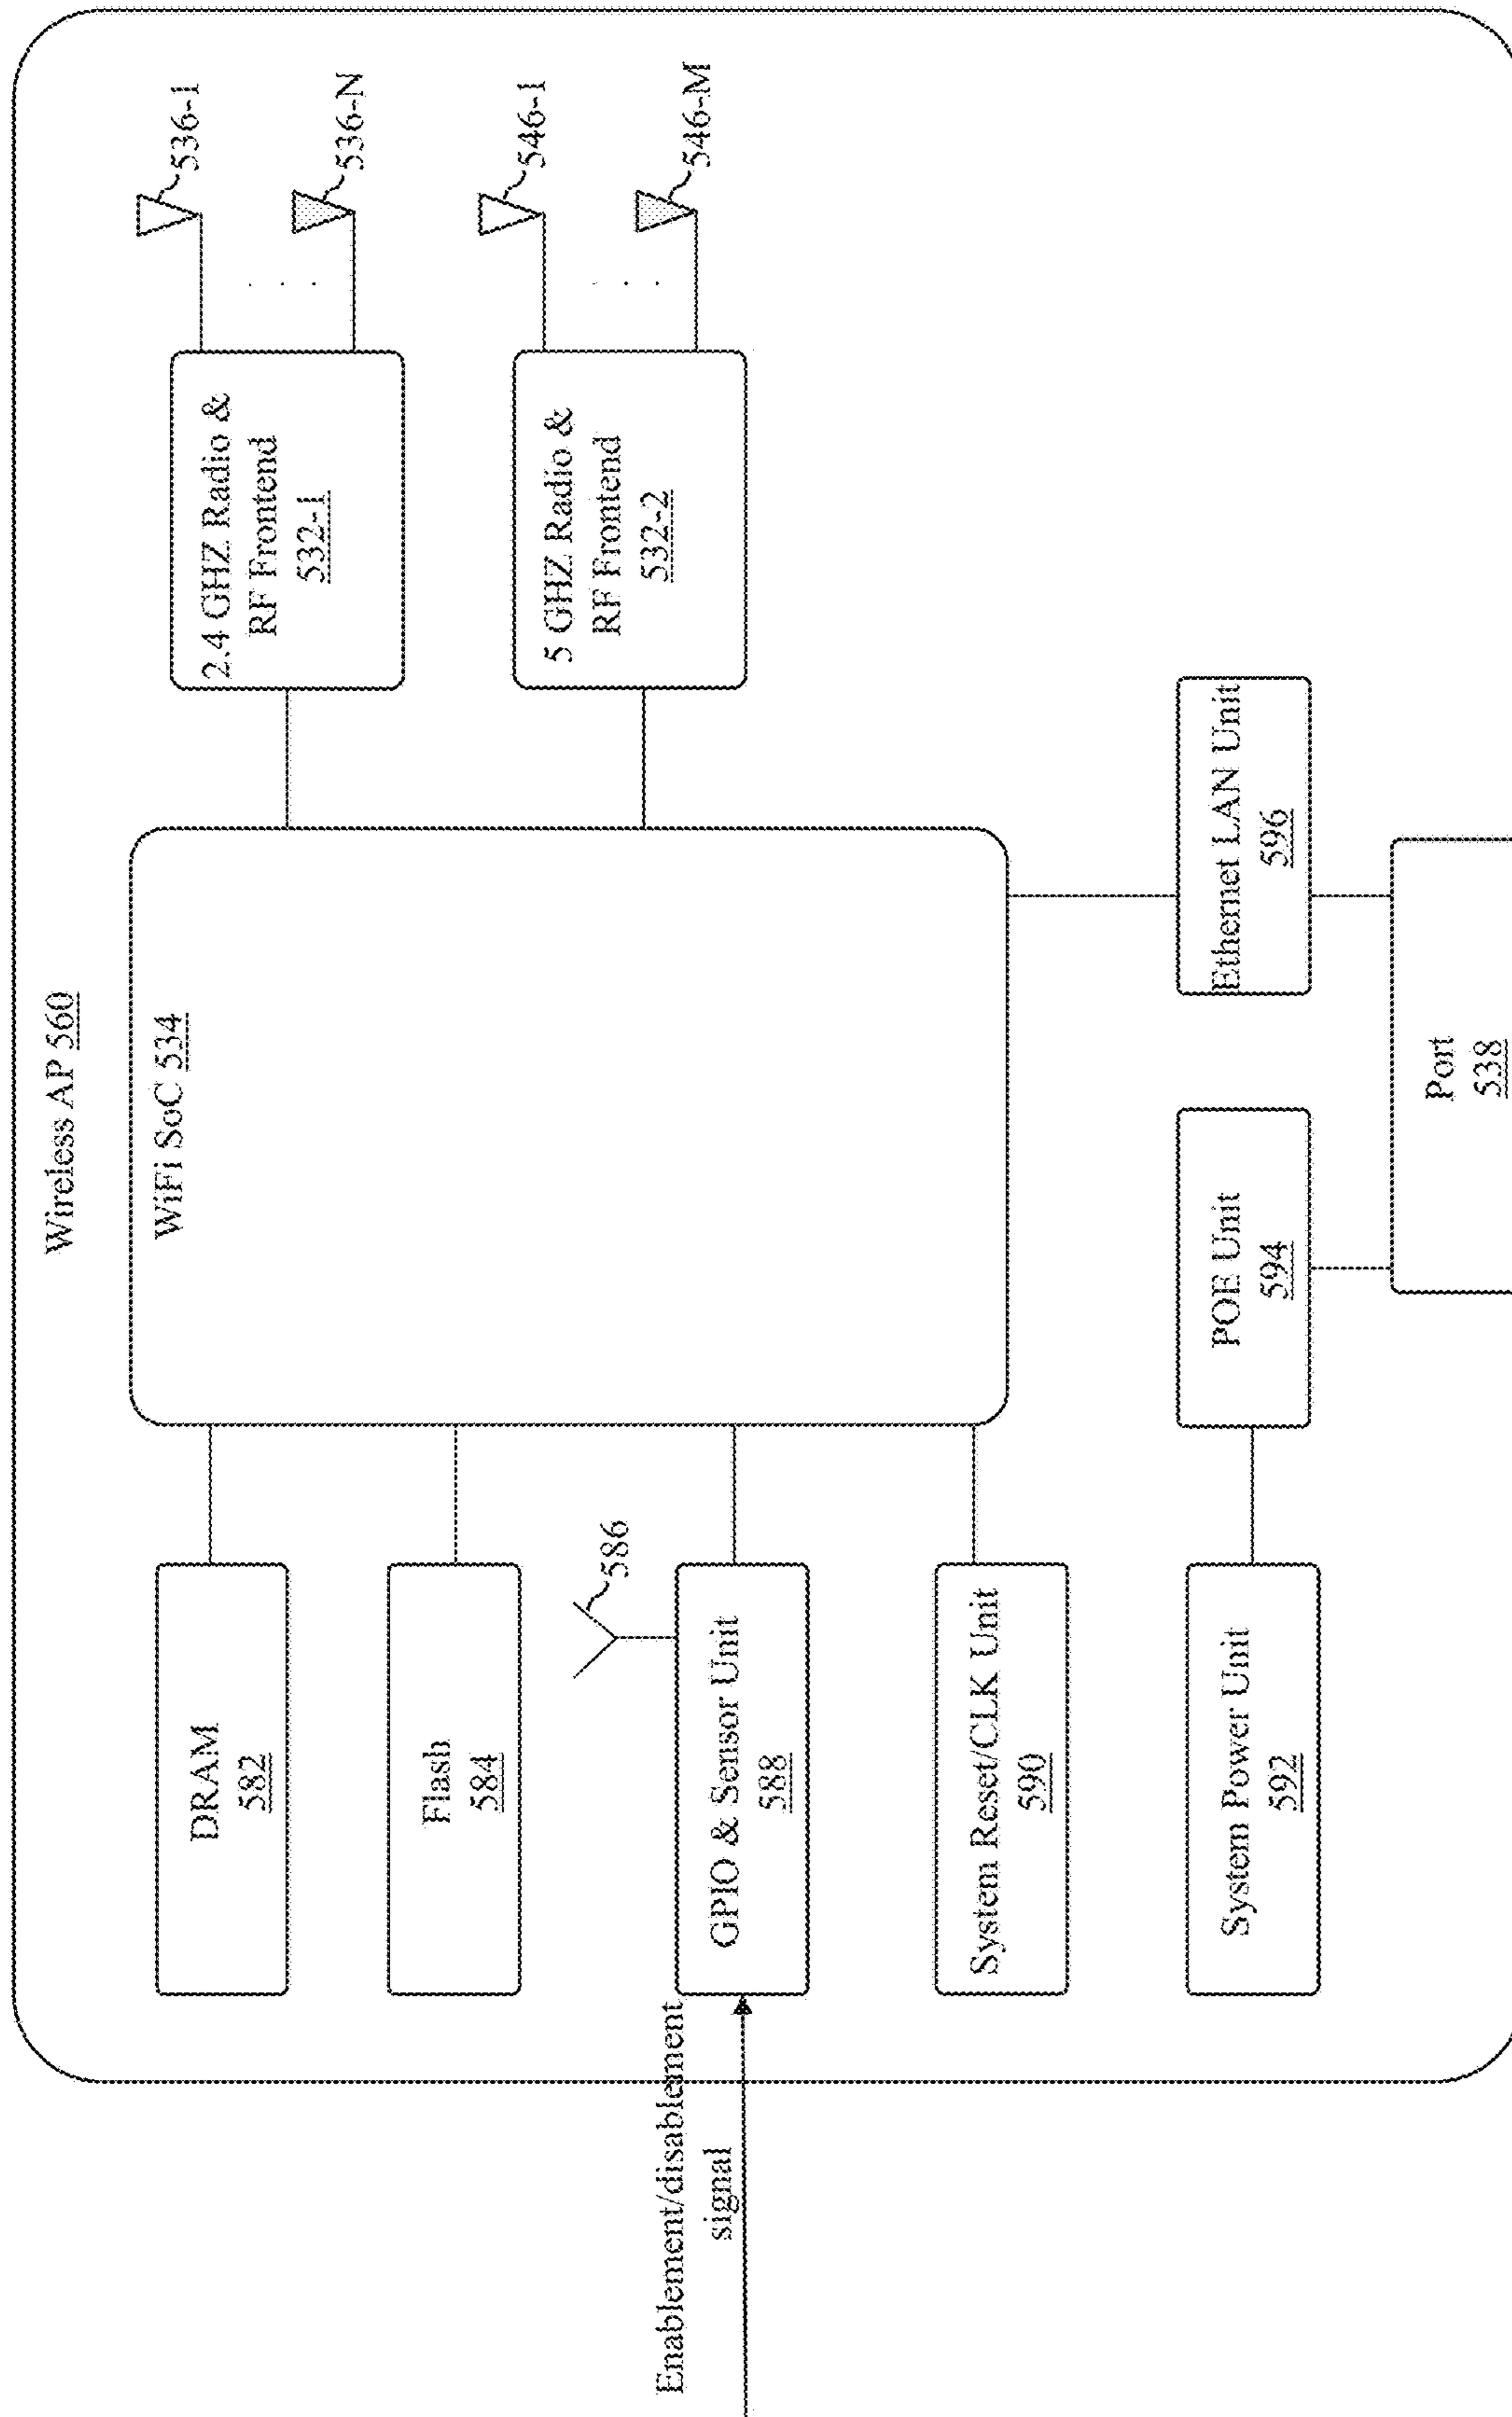 Wireless AP 560
DRAM
582
Flash
584
586
GPIO & Sensor Unit
588
Enablement/disablement
signal
System Reset/CLK Unit
590
System Power Unit
592
WiFi SoC 534
2.4 GHZ Radio &
RF Frontend
532-1
536-1
536-N
5 GHZ Radio &
RF Frontend
532-2
546-1
546-M
POE Unit
594
Ethernet LAN Unit
596
Port
538